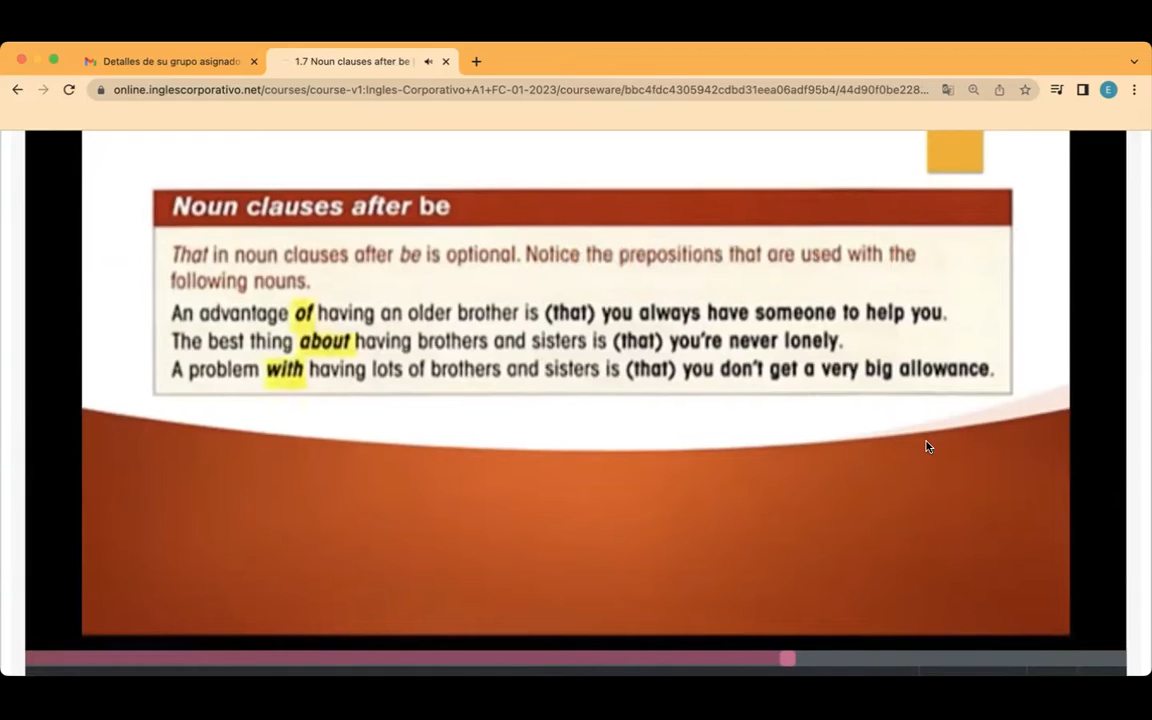 Detalles de su grupo asignado
1.7 Noun clauses after be
online.inglescorporativo.net/courses/course-v1:Ingles-Corporativo+A1+FC-01-2023/courseware/bbc4fdc4305942cdbd31eea06adf95b4/44d90f0be228...
E
Noun clauses after be
That in noun clauses after be is optional. Notice the prepositions that are used with the
following nouns.
An advantage of having an older brother is (that) you always have someone to help you.
The best thing about having brothers and sisters is (that) you're never lonely.
A problem with having lots of brothers and sisters is (that) you don't get a very big allowance.